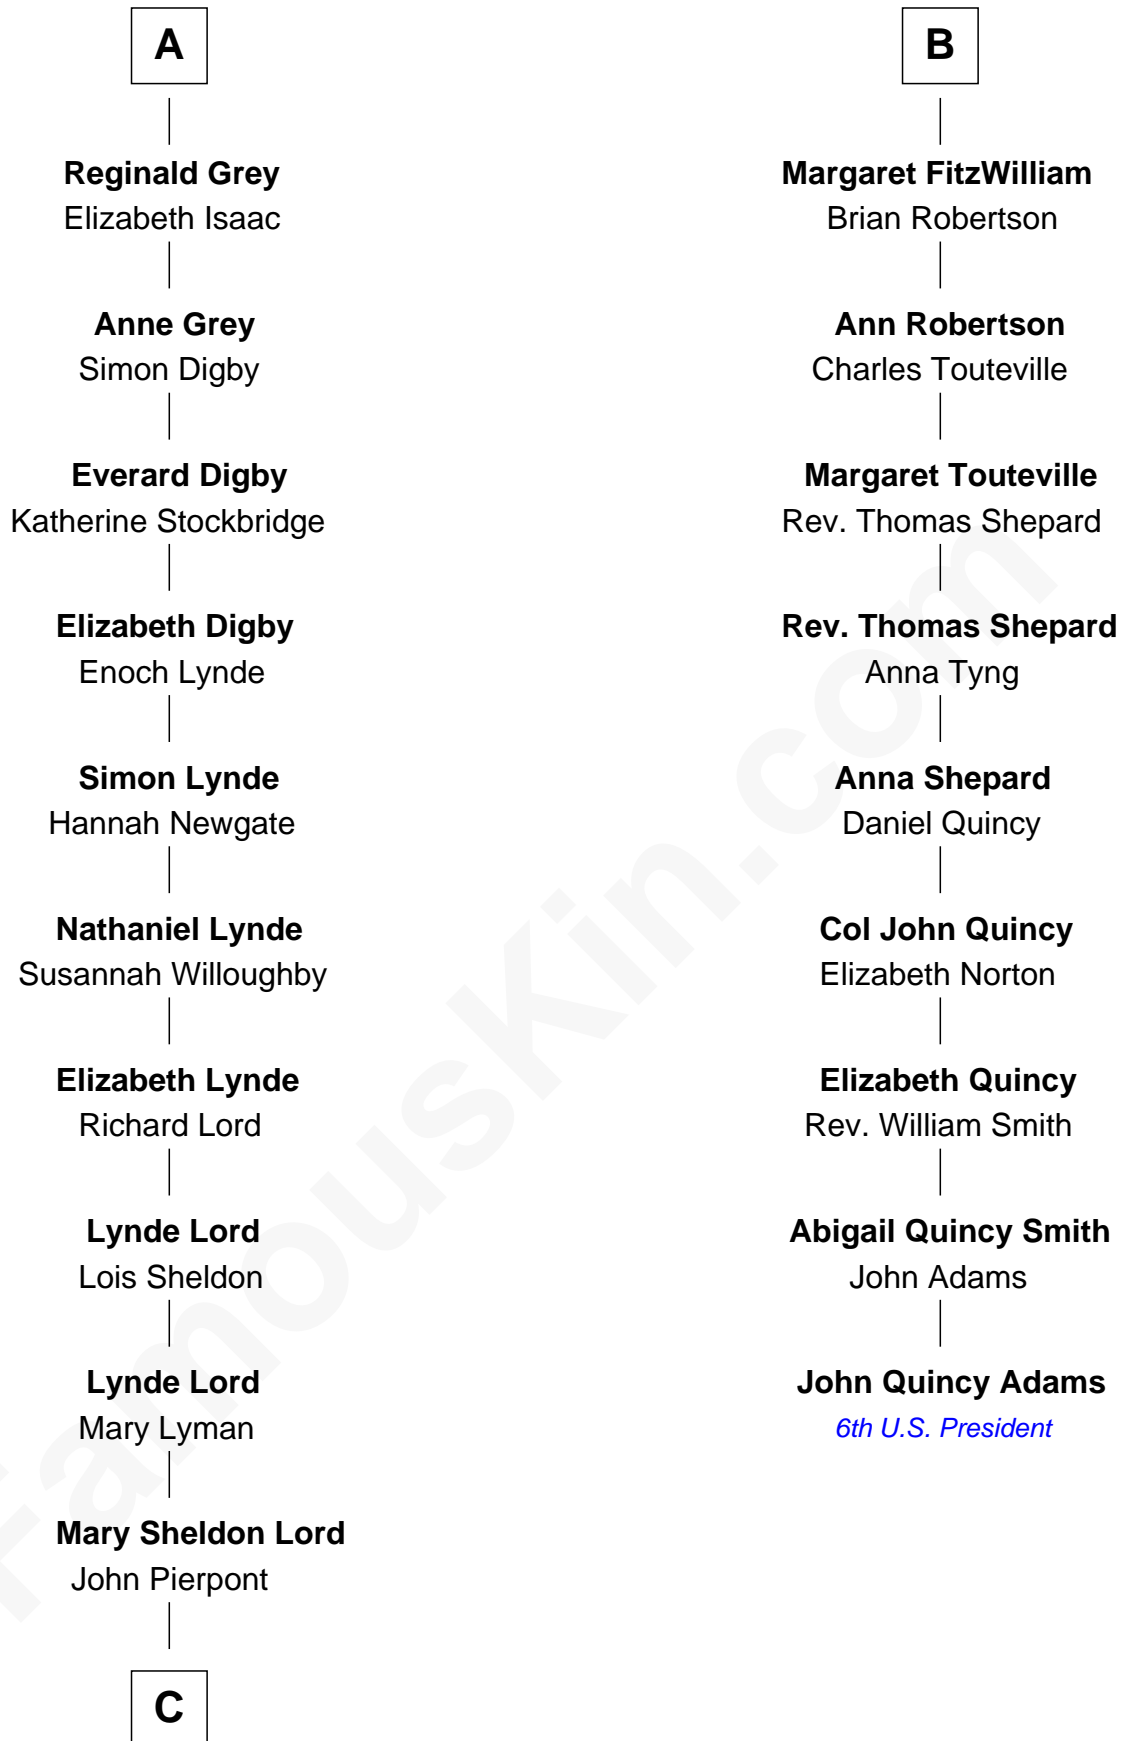 A
Reginald Grey
Elizabeth Isaac
Anne Grey
Simon Digby
Everard Digby
Katherine Stockbridge
Elizabeth Digby
Enoch Lynde
Simon Lynde
Hannah Newgate
Nathaniel Lynde
Susannah Willoughby
Elizabeth Lynde
Richard Lord
Lynde Lord
Lois Sheldon
Lynde Lord
Mary Lyman
Mary Sheldon Lord
John Pierpont
C
B
Margaret FitzWilliam
Brian Robertson
Ann Robertson
Charles Touteville
Margaret Touteville
Rev. Thomas Shepard
Rev. Thomas Shepard
Anna Tyng
Anna Shepard
Daniel Quincy
Col John Quincy
Elizabeth Norton
Elizabeth Quincy
Rev. William Smith
Abigail Quincy Smith
John Adams
John Quincy Adams
6th U.S. President
FamousKin.com